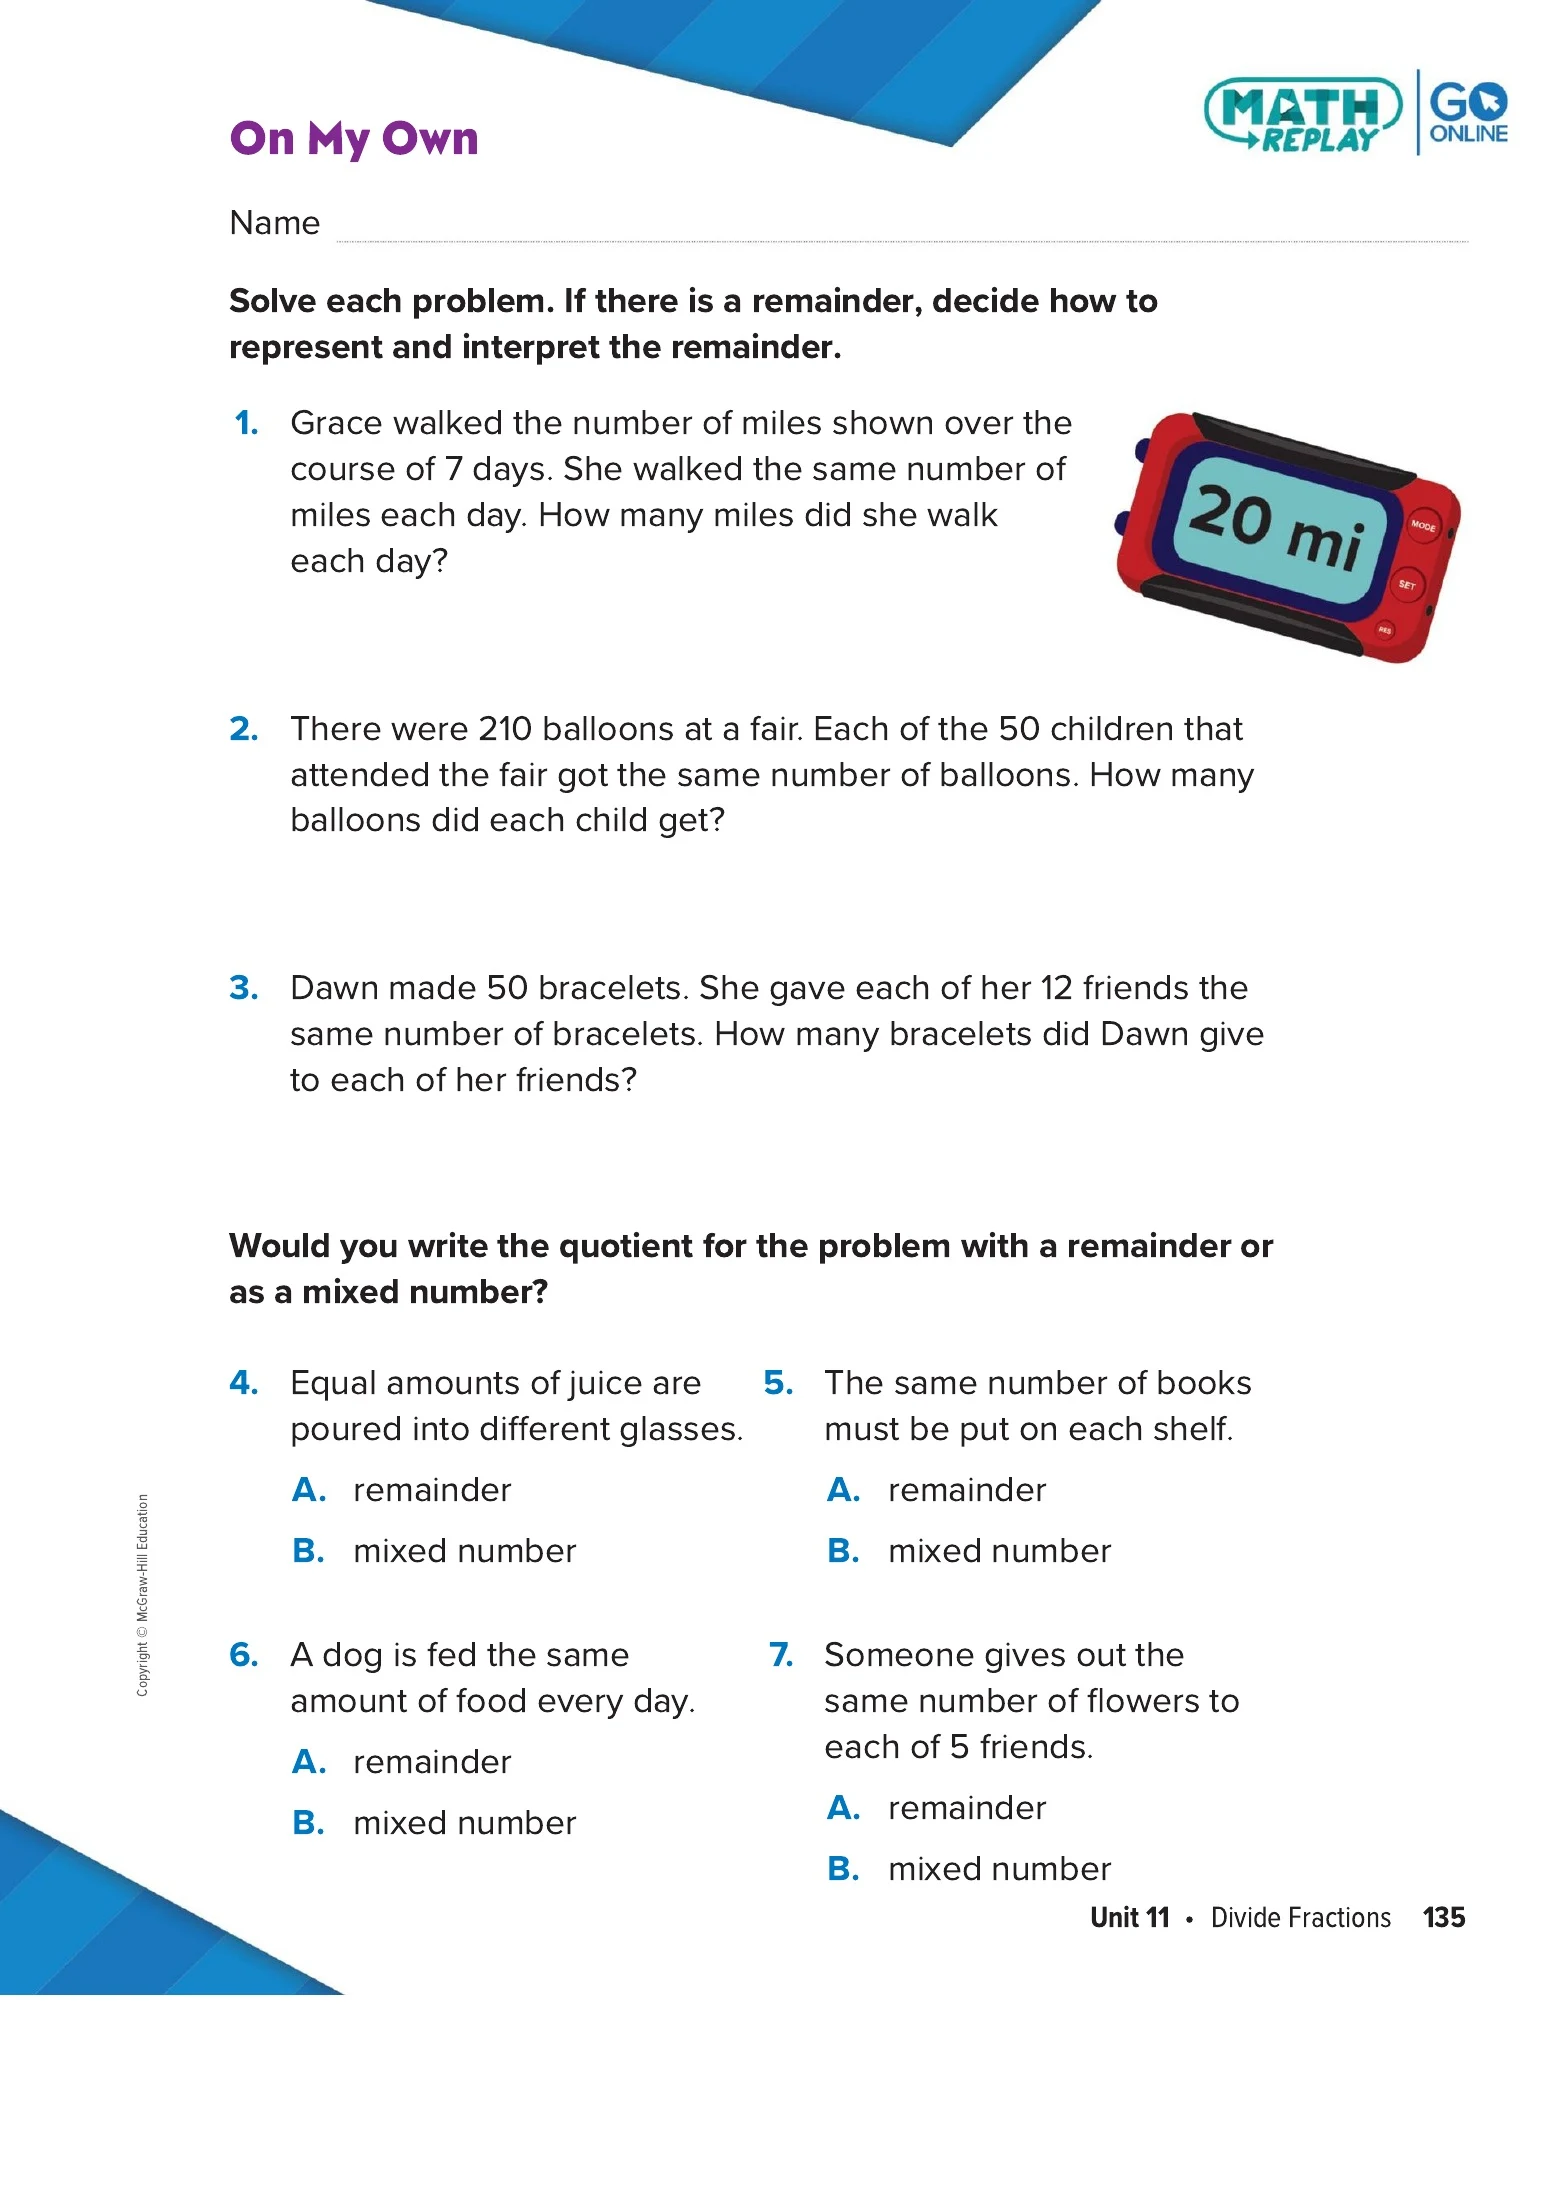 MATH
REPLAY
GO
ONLINE
On My Own
Name
Solve each problem. If there is a remainder, decide how to
represent and interpret the remainder.
1. Grace walked the number of miles shown over the
course of 7 days. She walked the same number of
miles each day. How many miles did she walk
each day?
20 mi
MODE
SET
RES
2. There were 210 balloons at a fair. Each of the 50 children that
attended the fair got the same number of balloons. How many
balloons did each child get?
3. Dawn made 50 bracelets. She gave each of her 12 friends the
same number of bracelets. How many bracelets did Dawn give
to each of her friends?
Would you write the quotient for the problem with a remainder or
as a mixed number?
4. Equal amounts of juice are
poured into different glasses.
A. remainder
B. mixed number
5. The same number of books
must be put on each shelf.
A. remainder
B. mixed number
6. A dog is fed the same
amount of food every day.
A. remainder
B. mixed number
7. Someone gives out the
same number of flowers to
each of 5 friends.
A. remainder
B. mixed number
Copyright © McGraw-Hill Education
Unit 11 • Divide Fractions 135